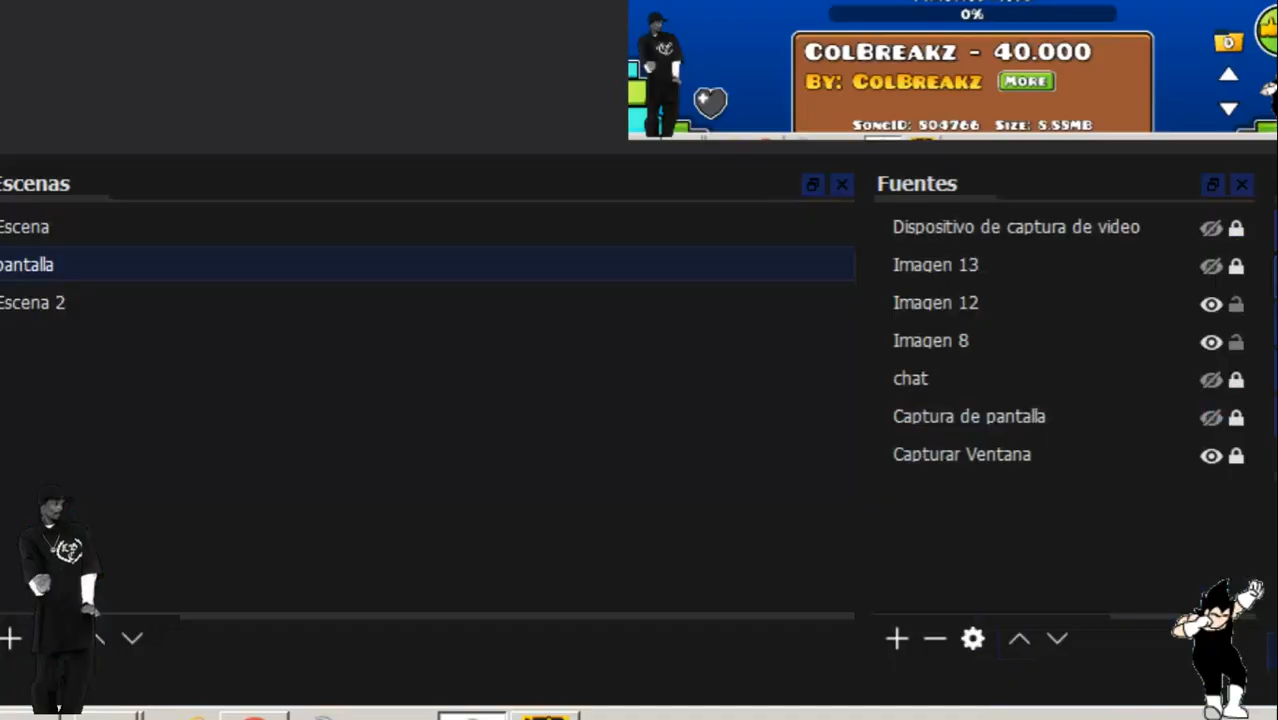 0%
ColBreakz - 40.000
By: ColBreakz More
SongID: 804766 Size: 5.55MB
Escenas
Fuentes
Escena
pantalla
Escena 2
Dispositivo de captura de video
Imagen 13
Imagen 12
Imagen 8
chat
Captura de pantalla
Capturar Ventana